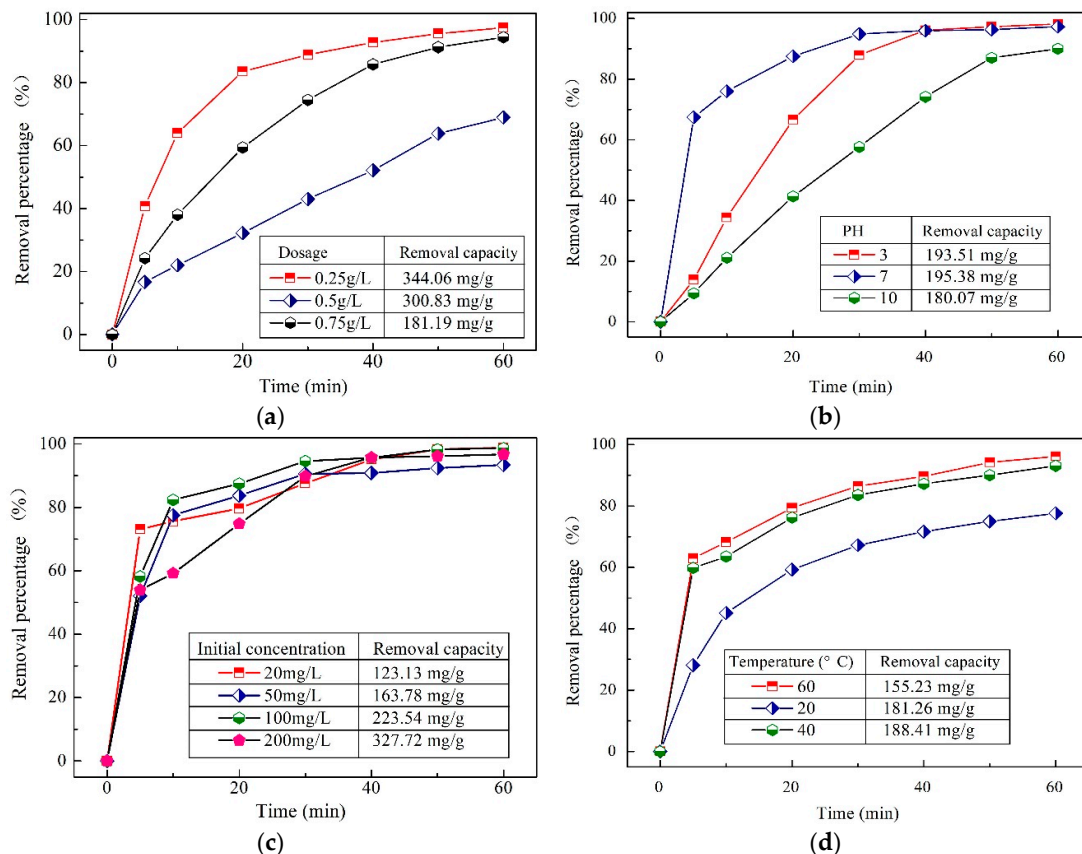 (a)
Removal percentage (%)
100
80
60
40
20
0
Dosage Removal capacity
0.25g/L 344.06 mg/g
0.5g/L 300.83 mg/g
0.75g/L 181.19 mg/g
0 20 40 60
Time (min)
(b)
Removal percentage (%)
100
80
60
40
20
0
PH Removal capacity
3 193.51 mg/g
7 195.38 mg/g
10 180.07 mg/g
0 20 40 60
Time (min)
Removal percentage (%)
100
80
60
40
20
0
Initial concentration Removal capacity
20mg/L 123.13 mg/g
50mg/L 163.78 mg/g
100mg/L 223.54 mg/g
200mg/L 327.72 mg/g
0 20 40 60
Time (min)
(c)
Removal percentage (%)
100
80
60
40
20
0
Temperature (° C) Removal capacity
60 155.23 mg/g
20 181.26 mg/g
40 188.41 mg/g
0 20 40 60
Time (min)
(d)